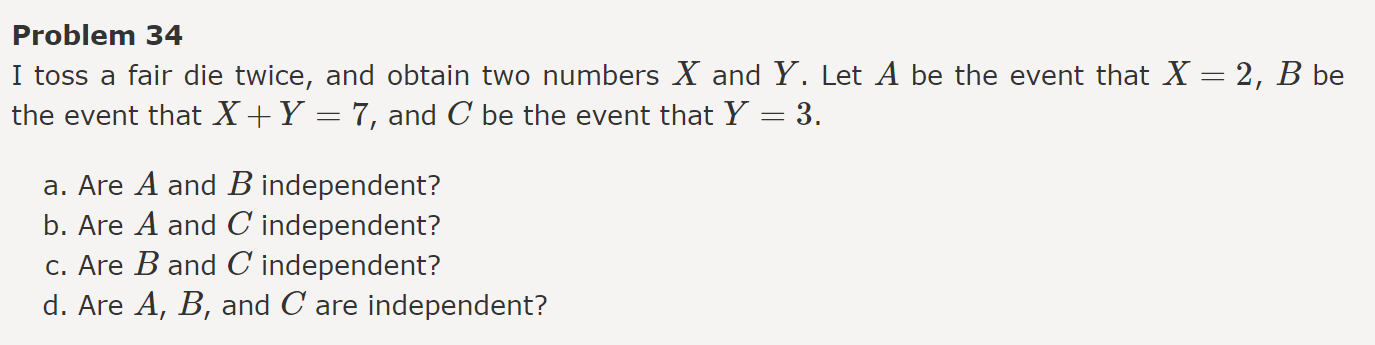 Problem 34
I toss a fair die twice, and obtain two numbers X and Y. Let A be the event that X = 2, B be
the event that X + Y = 7, and C be the event that Y = 3.
a. Are A and B independent?
b. Are A and C independent?
c. Are B and C independent?
d. Are A, B, and C are independent?